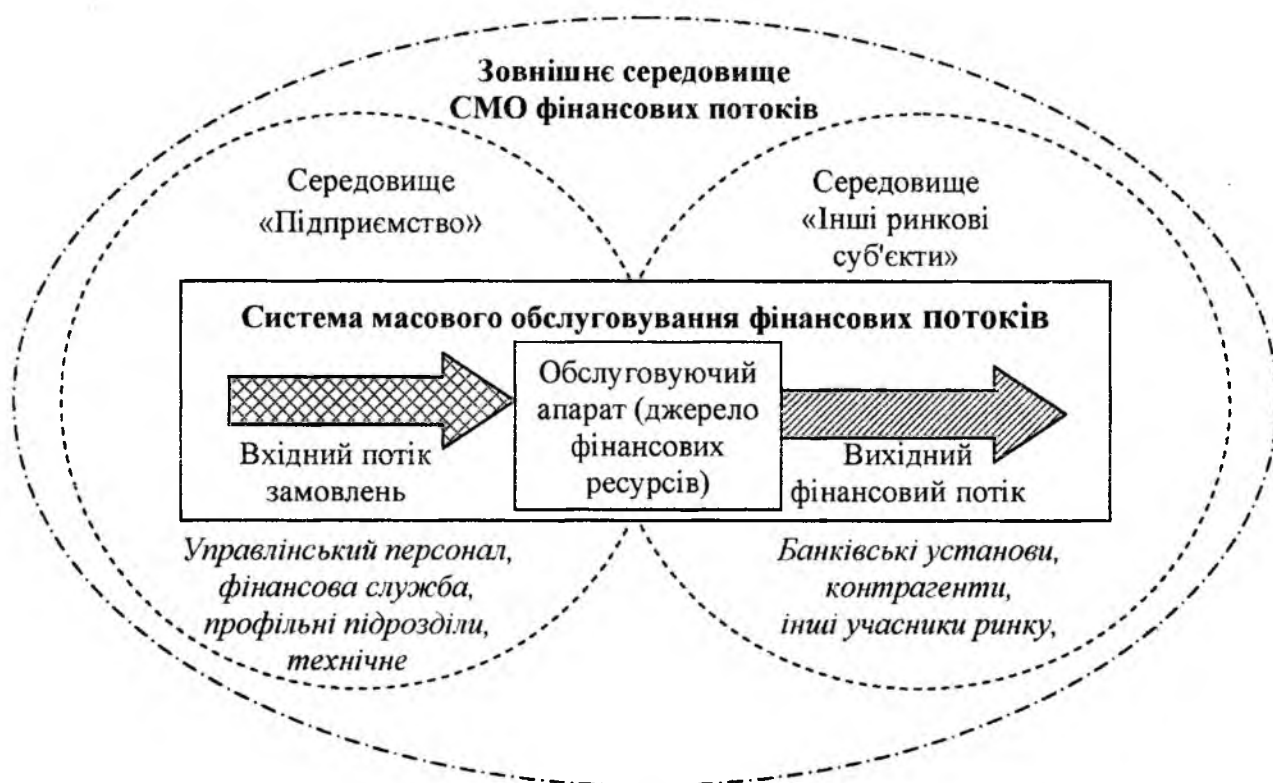 Зовнішнє середовище
СМО фінансових потоків
Середовище
«Підприємство»
Середовище
«Інші ринкові
суб'єкти»
Система масового обслуговування фінансових потоків
Вхідний потік
замовлень
Обслуговуючий
апарат (джерело
фінансових
ресурсів)
Вихідний
фінансовий потік
Управлінський персонал,
фінансова служба,
профільні підрозділи,
технічне
Банківські установи,
контрагенти,
інші учасники ринку,